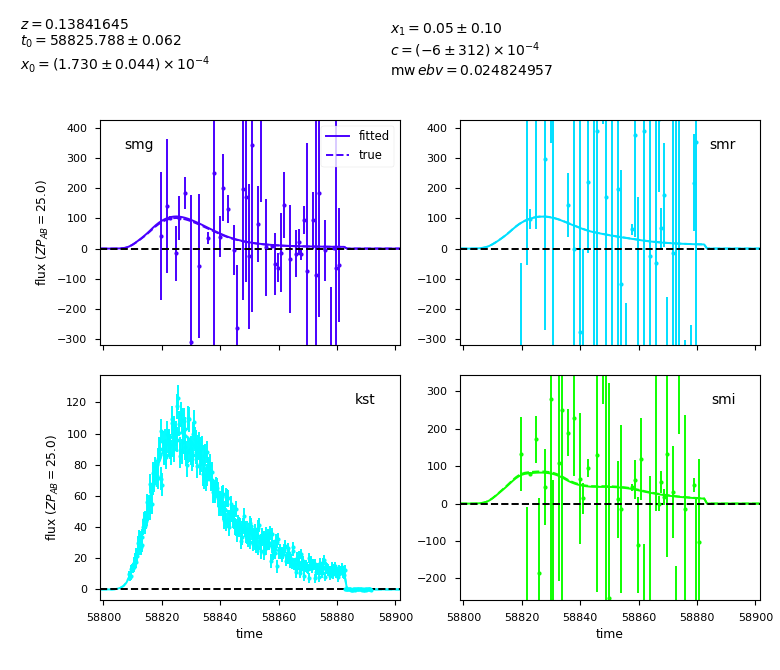 z = 0.13841645
t₀ = 58825.788 ± 0.062
x₀ = (1.730 ± 0.044) × 10⁻⁴
x₁ = 0.05 ± 0.10
c = (−6 ± 312) × 10⁻⁴
mw ebv = 0.024824957
smg
fitted
true
400
300
200
100
0
−100
−200
−300
flux (ZP_AB = 25.0)
smr
400
300
200
100
0
−100
−200
−300
kst
120
100
80
60
40
20
0
flux (ZP_AB = 25.0)
58800 58820 58840 58860 58880 58900
time
smi
300
200
100
0
−100
−200
58800 58820 58840 58860 58880 58900
time